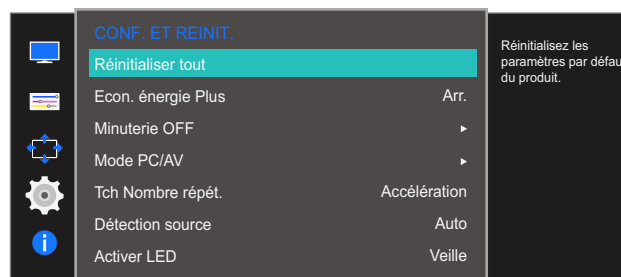 CONF. ET REINIT.
Réinitialiser tout
Econ. énergie Plus Arr.
Minuterie OFF
Mode PC/AV
Tch Nombre répét. Accélération
Détection source Auto
Activer LED Veille
Réinitialisez les
paramètres par défau
du produit.